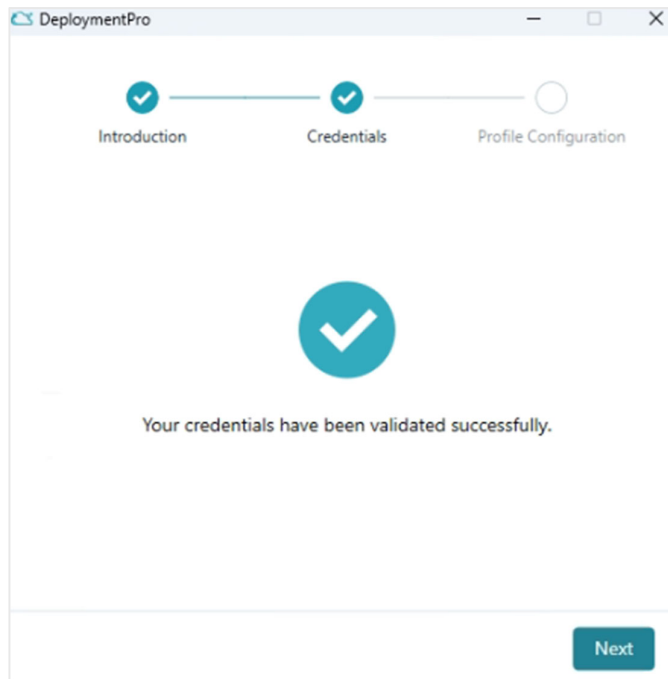 DeploymentPro
Introduction
Credentials
Profile Configuration
Your credentials have been validated successfully.
Next